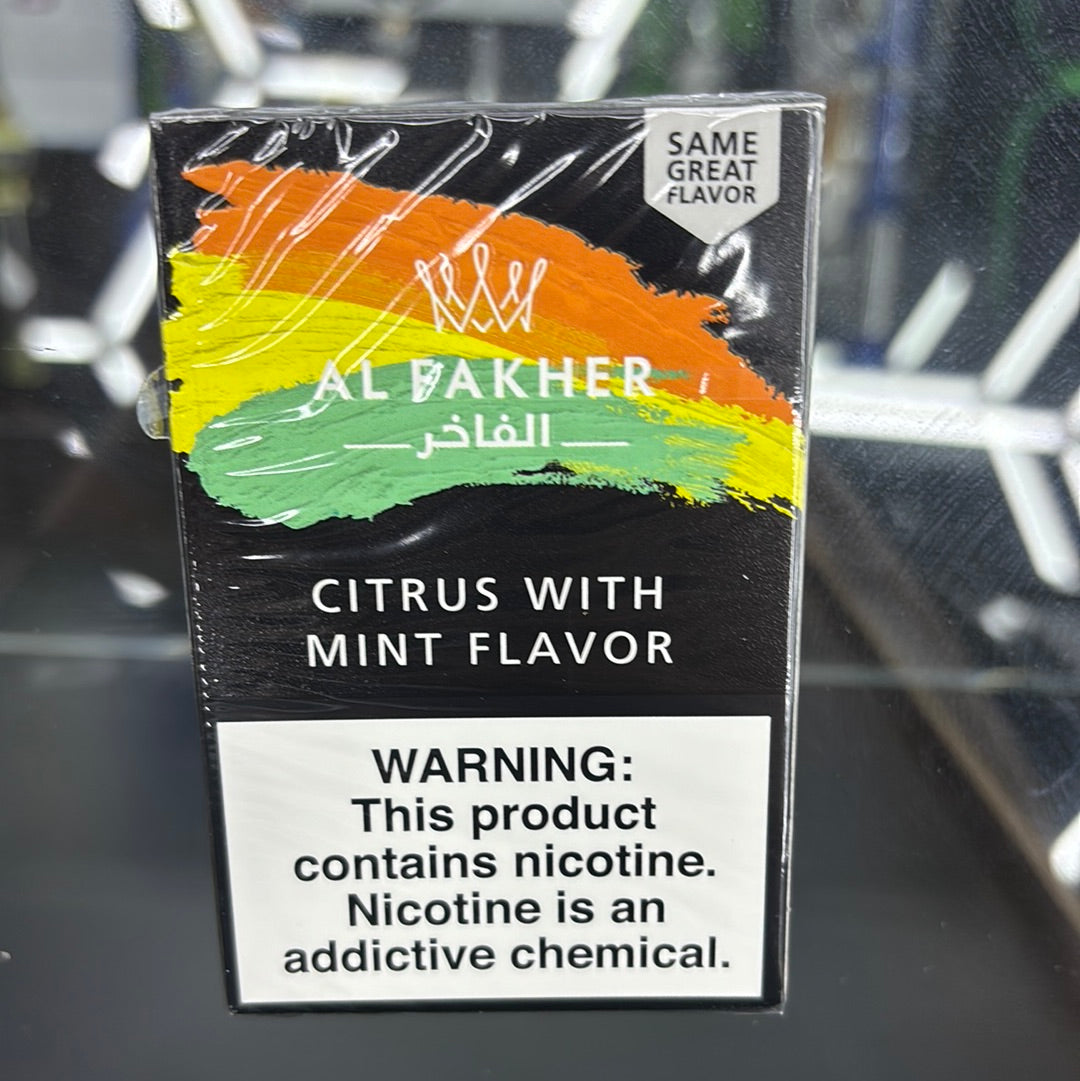 SAME
GREAT
FLAVOR
AL FAKHER
الفاخر
CITRUS WITH
MINT FLAVOR
WARNING:
This product
contains nicotine.
Nicotine is an
addictive chemical.